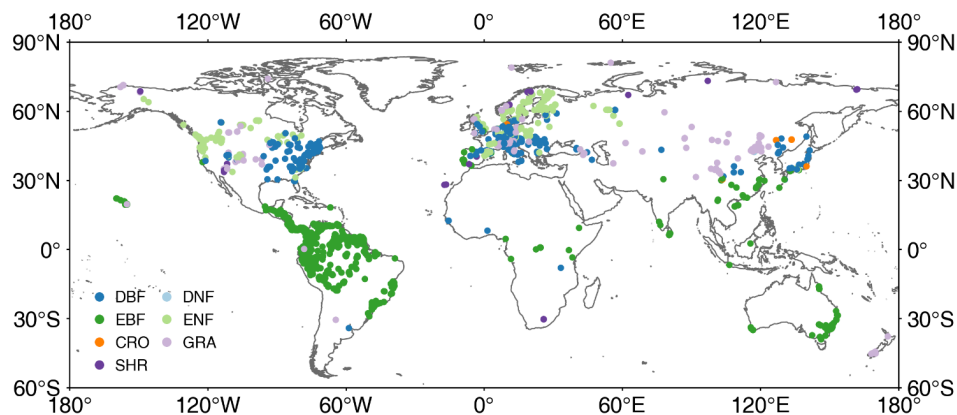 180° 120°W 60°W 0° 60°E 120°E 180°
90°N 90°N
60°N 60°N
30°N 30°N
0° 0°
DBF DNF
EBF ENF
30°S 30°S
CRO GRA
SHR
60°S 60°S
180° 120°W 60°W 0° 60°E 120°E 180°